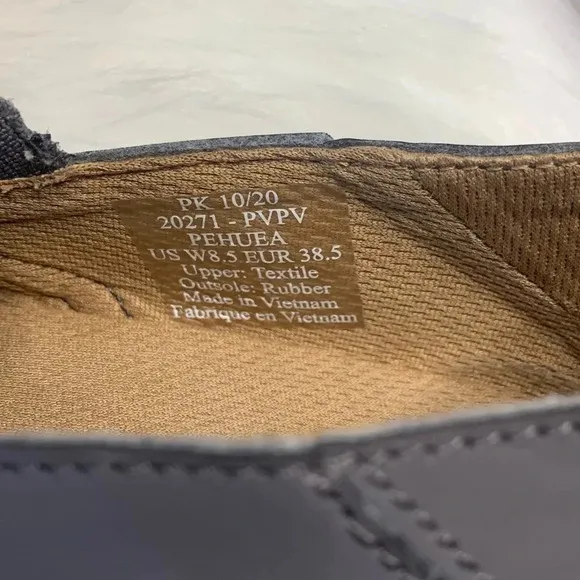 PK 10/20
20271 - PVPV
PEHUEA
US W8.5 EUR 38.5
Upper: Textile
Outsole: Rubber
Made in Vietnam
Fabrique en Vietnam